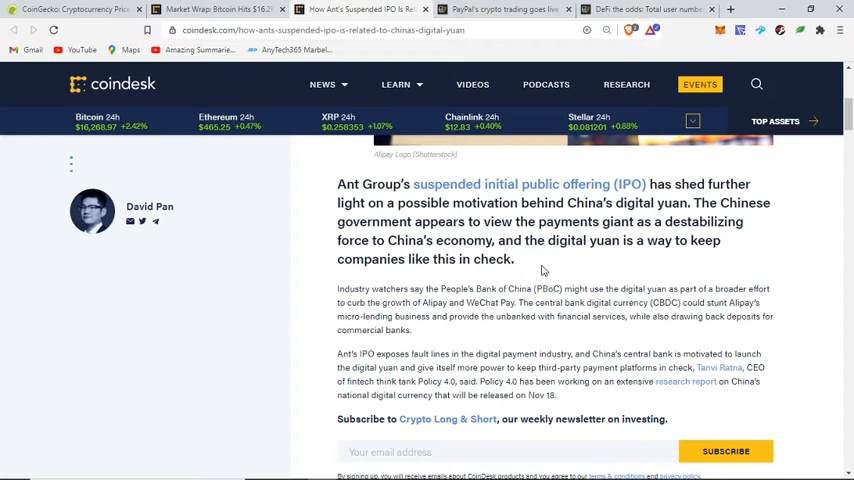 CoinGecko: Cryptocurrency Price
Market Wrap: Bitcoin Hits $16.2K
How Ant's Suspended IPO Is Rela
PayPal's crypto trading goes live
DeFi the odds: Total user number
coindesk.com/how-ants-suspended-ipo-is-related-to-chinas-digital-yuan
Gmail YouTube Maps Amazing Summarie... AnyTech365 Marbel...
coindesk NEWS LEARN VIDEOS PODCASTS RESEARCH EVENTS
Bitcoin 24h Ethereum 24h XRP 24h Chainlink 24h Stellar 24h TOP ASSETS
$16,268.97 +2.42% $465.25 +0.47% $0.258353 +1.07% $12.83 +0.40% $0.081201 +0.88%
Alipay Logo (Shutterstock)
David Pan
Ant Group's suspended initial public offering (IPO) has shed further
light on a possible motivation behind China's digital yuan. The Chinese
government appears to view the payments giant as a destabilizing
force to China's economy, and the digital yuan is a way to keep
companies like this in check.
Industry watchers say the People's Bank of China (PBoC) might use the digital yuan as part of a broader effort
to curb the growth of Alipay and WeChat Pay. The central bank digital currency (CBDC) could stunt Alipay's
micro-lending business and provide the unbanked with financial services, while also drawing back deposits for
commercial banks.
Ant's IPO exposes fault lines in the digital payment industry, and China's central bank is motivated to launch
the digital yuan and give itself more power to keep third-party payment platforms in check, Tanvi Ratna, CEO
of fintech think tank Policy 4.0, said. Policy 4.0 has been working on an extensive research report on China's
national digital currency that will be released on Nov 18.
Subscribe to Crypto Long & Short, our weekly newsletter on investing.
Your email address SUBSCRIBE
By signing up, you will receive emails about CoinDesk products and you agree to our terms & conditions and privacy policy.